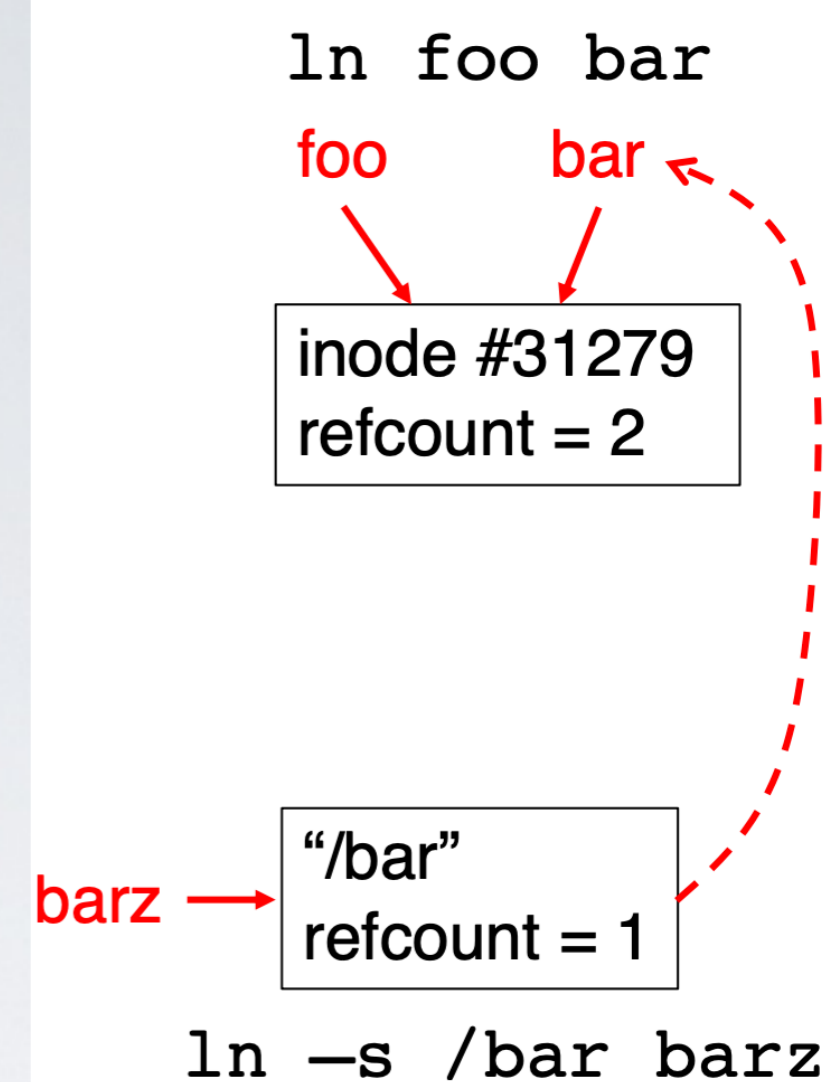 ln foo bar
foo bar
inode #31279
refcount = 2
“/bar”
barz
refcount = 1
ln –s /bar barz